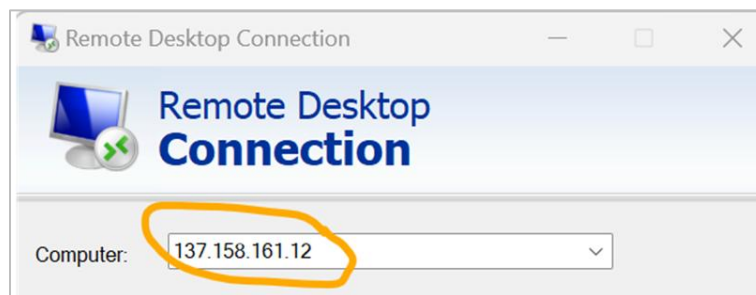 Remote Desktop Connection
Remote Desktop
Connection
Computer: 137.158.161.12